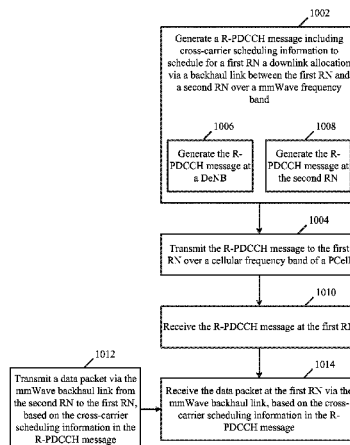 1002
Generate a R-PDCCH message including
cross-carrier scheduling information to
schedule for a first RN a downlink allocation
via a backhaul link between the first RN and
a second RN over a mmWave frequency
band
1006
Generate the R-
PDCCH message at
a DeNB
1008
Generate the R-
PDCCH message at
the second RN
1004
Transmit the R-PDCCH message to the first
RN over a cellular frequency band of a PCell
1010
Receive the R-PDCCH message at the first RN
1012
Transmit a data packet via the
mmWave backhaul link from
the second RN to the first RN,
based on the cross-carrier
scheduling information in the
R-PDCCH message
1014
Receive the data packet at the first RN via the
mmWave backhaul link, based on the cross-
carrier scheduling information in the R-
PDCCH message